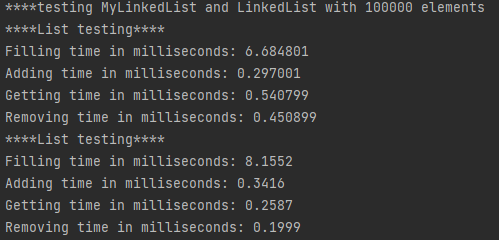 ****testing MyLinkedList and LinkedList with 100000 elements
****List testing****
Filling time in milliseconds: 6.684801
Adding time in milliseconds: 0.297001
Getting time in milliseconds: 0.540799
Removing time in milliseconds: 0.450899
****List testing****
Filling time in milliseconds: 8.1552
Adding time in milliseconds: 0.3416
Getting time in milliseconds: 0.2587
Removing time in milliseconds: 0.1999